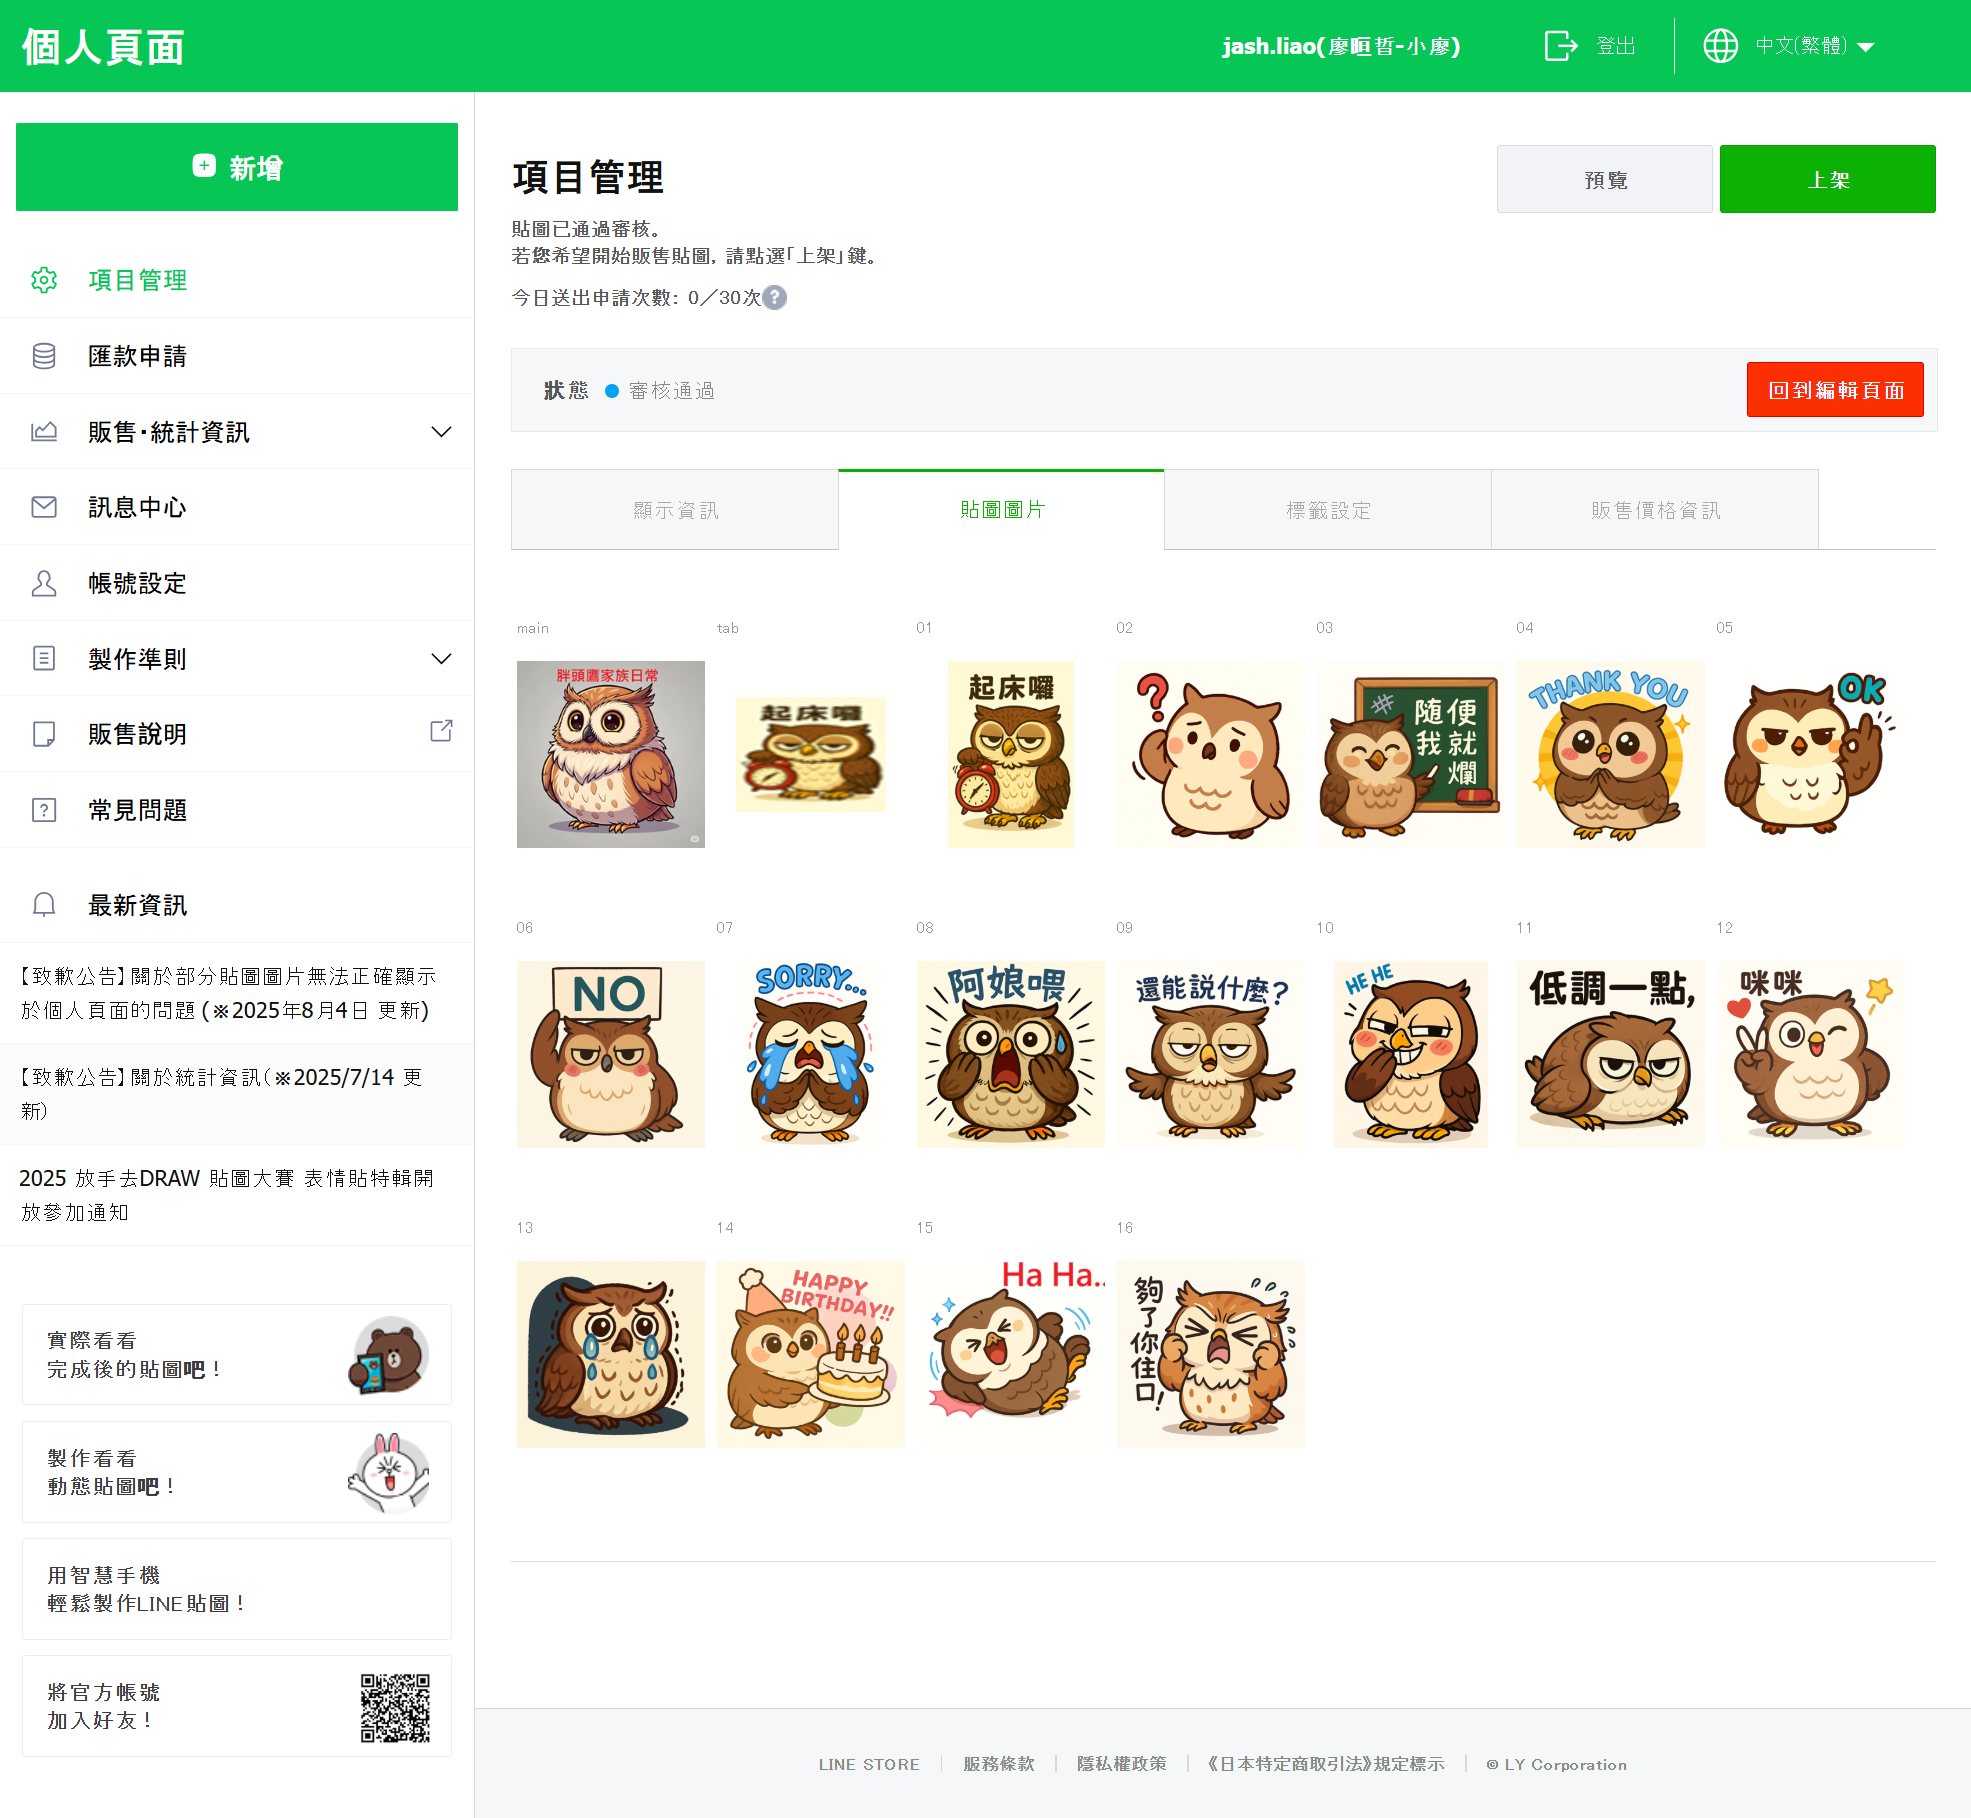 個人頁面
jash.liao(廖晅哲-小廖)
登出
中文(繁體)
新增
項目管理
匯款申請
販售·統計資訊
訊息中心
帳號設定
製作準則
販售說明
常見問題
最新資訊
【致歉公告】關於部分貼圖圖片無法正確顯示
於個人頁面的問題 (※2025年8月4日 更新)
【致歉公告】關於統計資訊(※2025/7/14 更
新)
2025 放手去DRAW 貼圖大賽 表情貼特輯開
放參加通知
實際看看
完成後的貼圖吧！
製作看看
動態貼圖吧！
用智慧手機
輕鬆製作LINE貼圖！
將官方帳號
加入好友！
項目管理
預覽
上架
貼圖已通過審核。
若您希望開始販售貼圖，請點選「上架」鍵。
今日送出申請次數：0／30次
狀態
審核通過
回到編輯頁面
顯示資訊
貼圖圖片
標籤設定
販售價格資訊
main
tab
01
02
03
04
05
胖頭鷹家族日常
起床囉
起床囉
?
#
隨便
我就
爛
THANK YOU
OK
06
07
08
09
10
11
12
NO
SORRY...
阿娘喂
還能説什麼?
HE HE
低調一點,
咪咪
13
14
15
16
HAPPY
BIRTHDAY!!
Ha Ha..
夠了你住口!
LINE STORE
服務條款
隱私權政策
《日本特定商取引法》規定標示
© LY Corporation